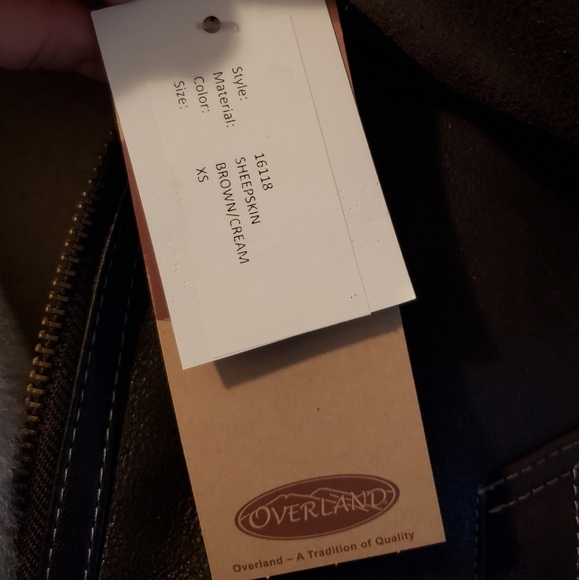 Style: 16118
Material: SHEEPSKIN
Color: BROWN/CREAM
Size: XS
OVERLAND
Overland – A Tradition of Quality